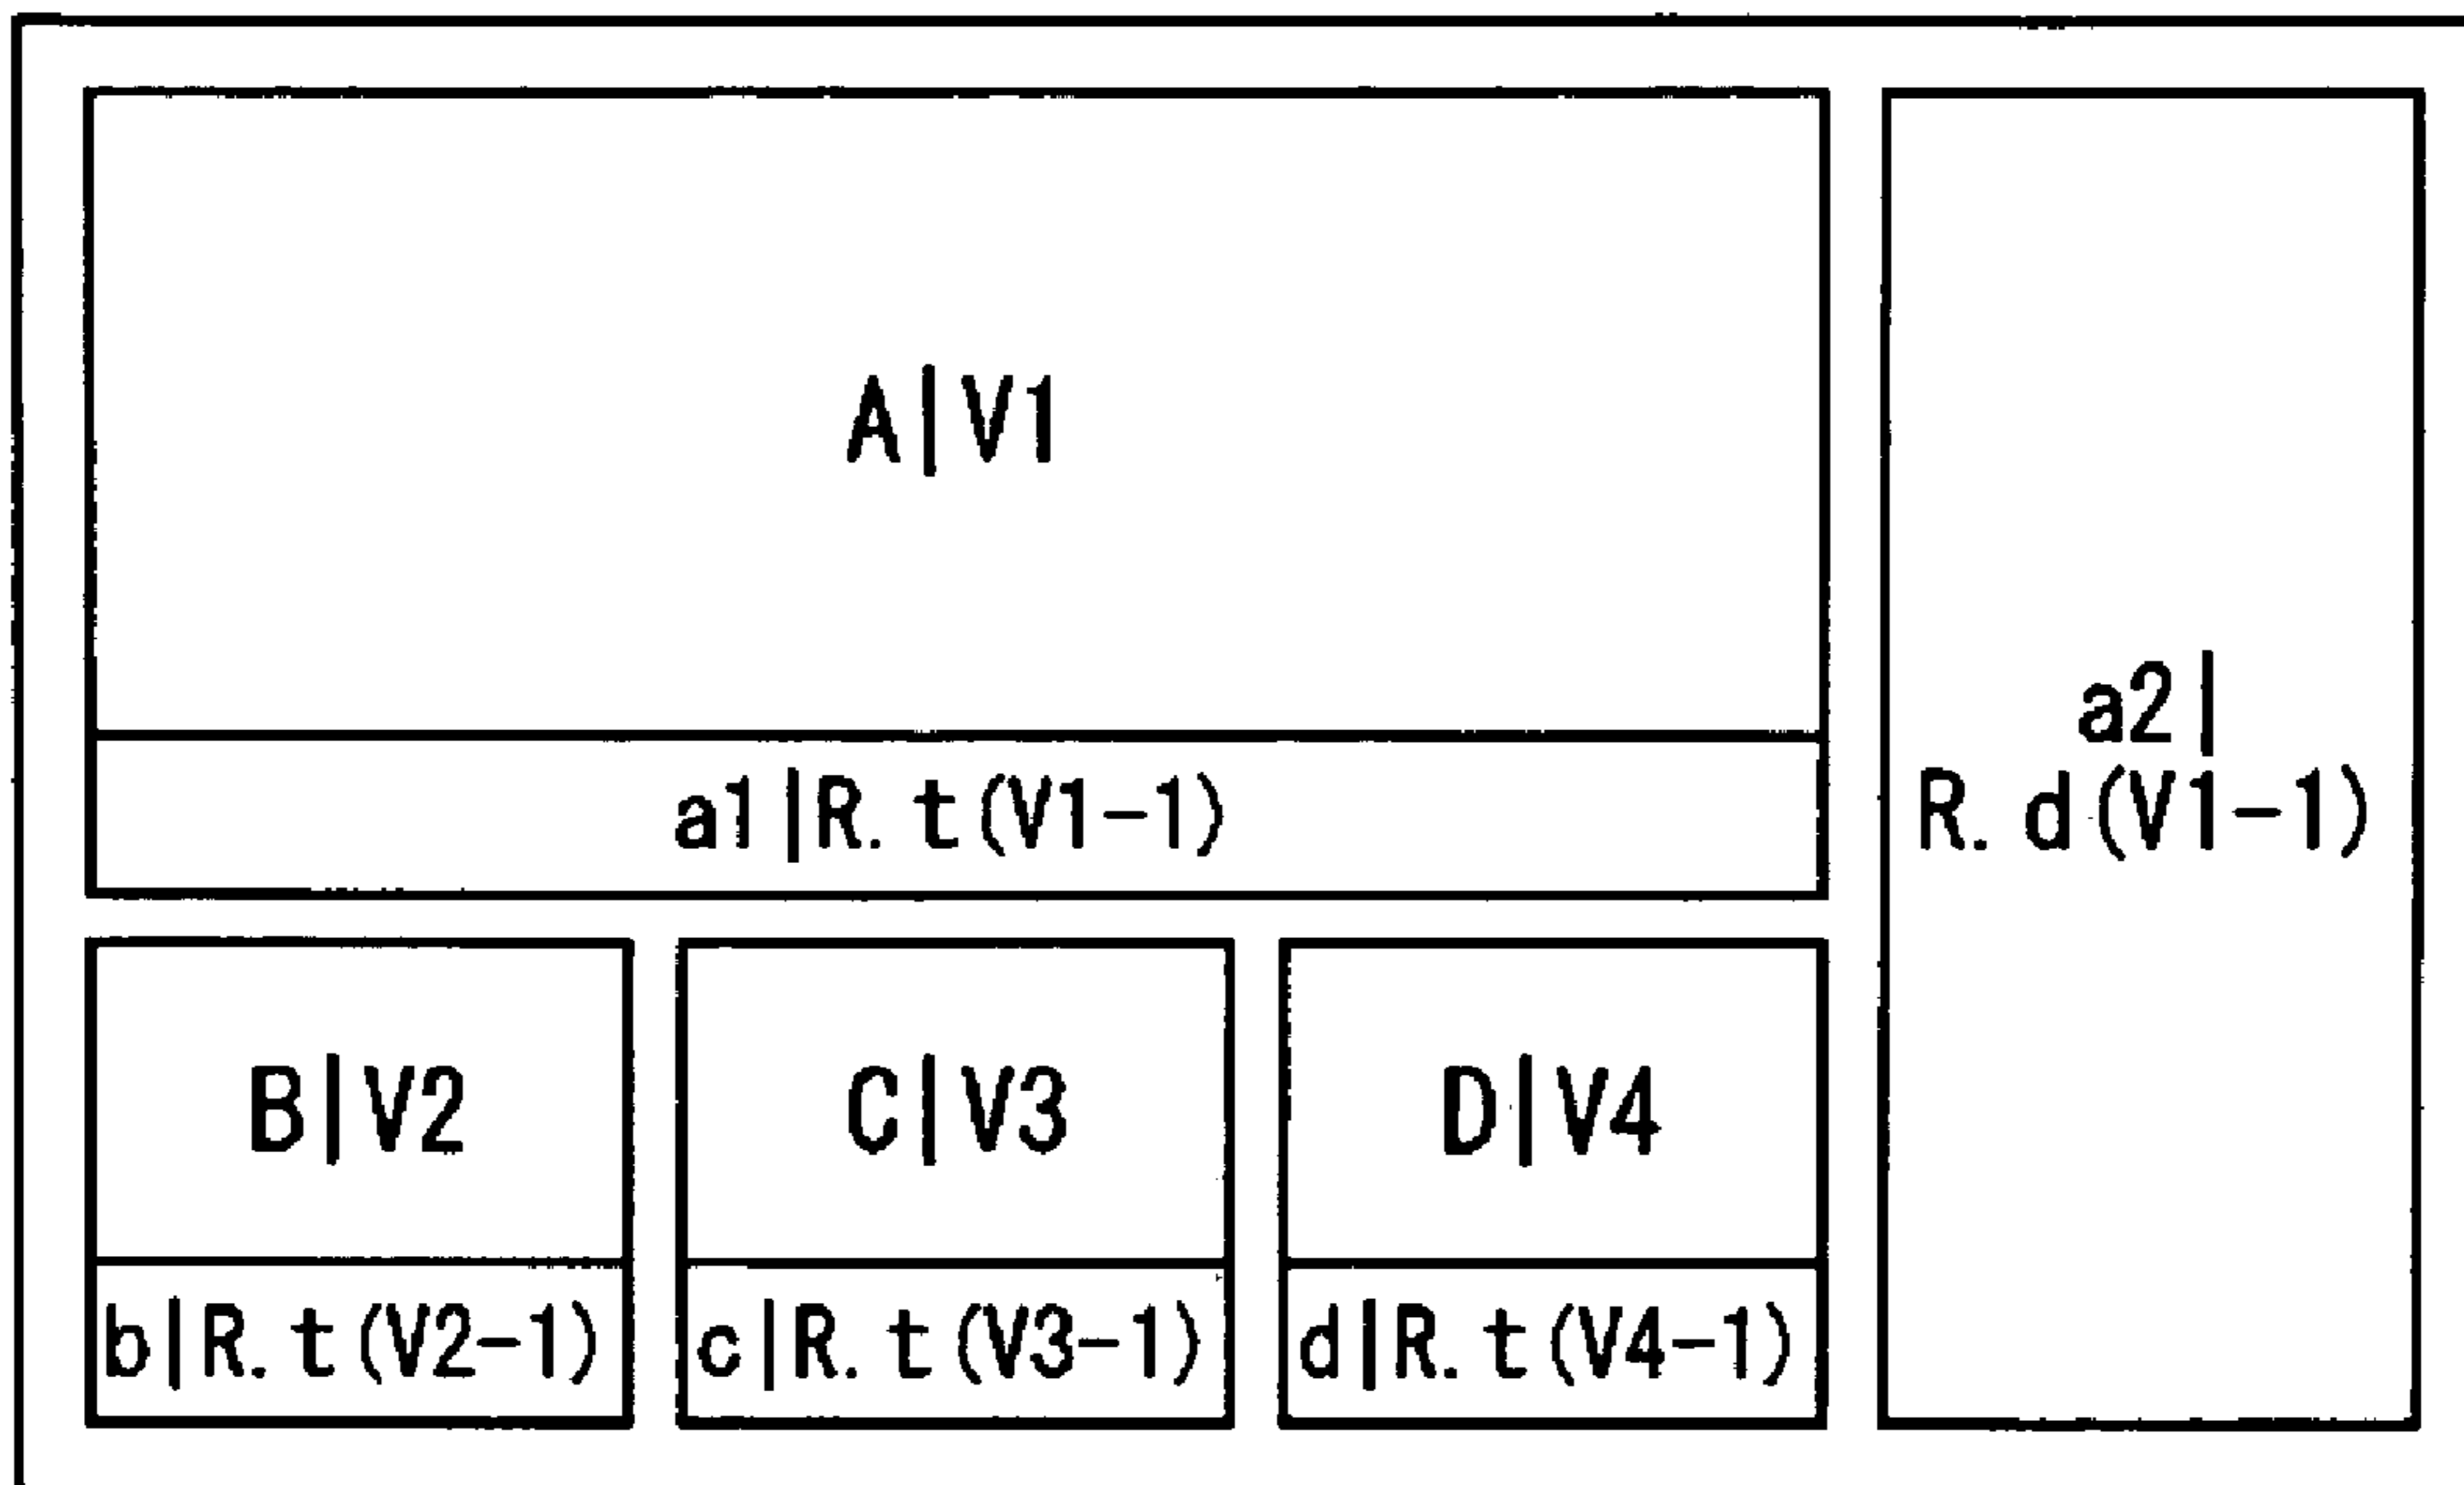 A|V1
a1|R.t(V1-1)
a2|
R.d(V1-1)
B|V2
C|V3
D|V4
b|R.t(V2-1)
c|R.t(V3-1)
d|R.t(V4-1)